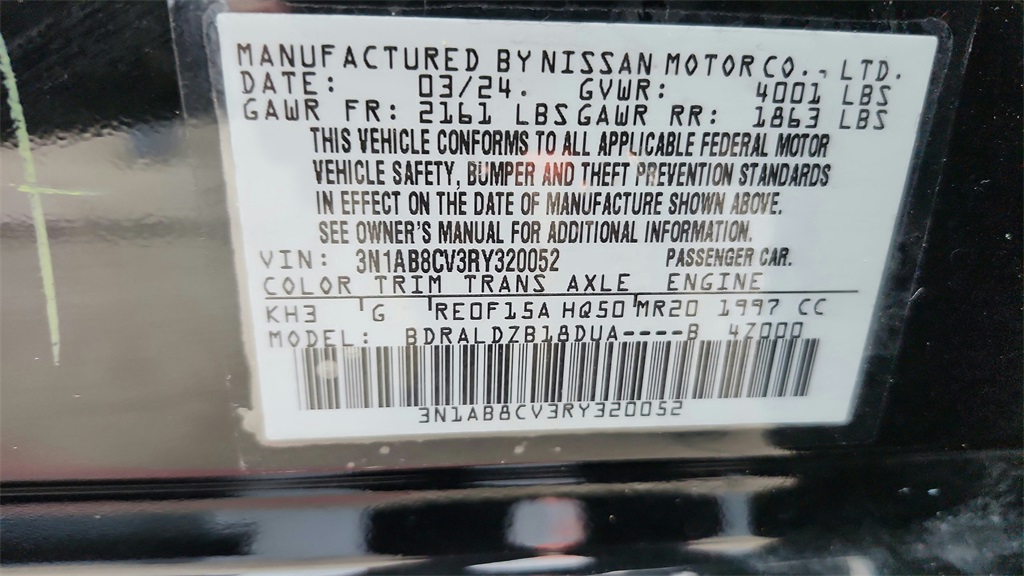 MANUFACTURED BY NISSAN MOTOR CO., LTD.
DATE: 03/24. GVWR: 4001 LBS
GAWR FR: 2161 LBS GAWR RR: 1863 LBS
THIS VEHICLE CONFORMS TO ALL APPLICABLE FEDERAL MOTOR
VEHICLE SAFETY, BUMPER AND THEFT PREVENTION STANDARDS
IN EFFECT ON THE DATE OF MANUFACTURE SHOWN ABOVE.
SEE OWNER'S MANUAL FOR ADDITIONAL INFORMATION.
VIN: 3N1AB8CV3RY320052 PASSENGER CAR.
COLOR TRIM TRANS AXLE ENGINE
KH3 G RE0F15A HQ50 MR20 1997 CC
MODEL: BDRALDZB18DUA----B 4Z000
3N1AB8CV3RY320052